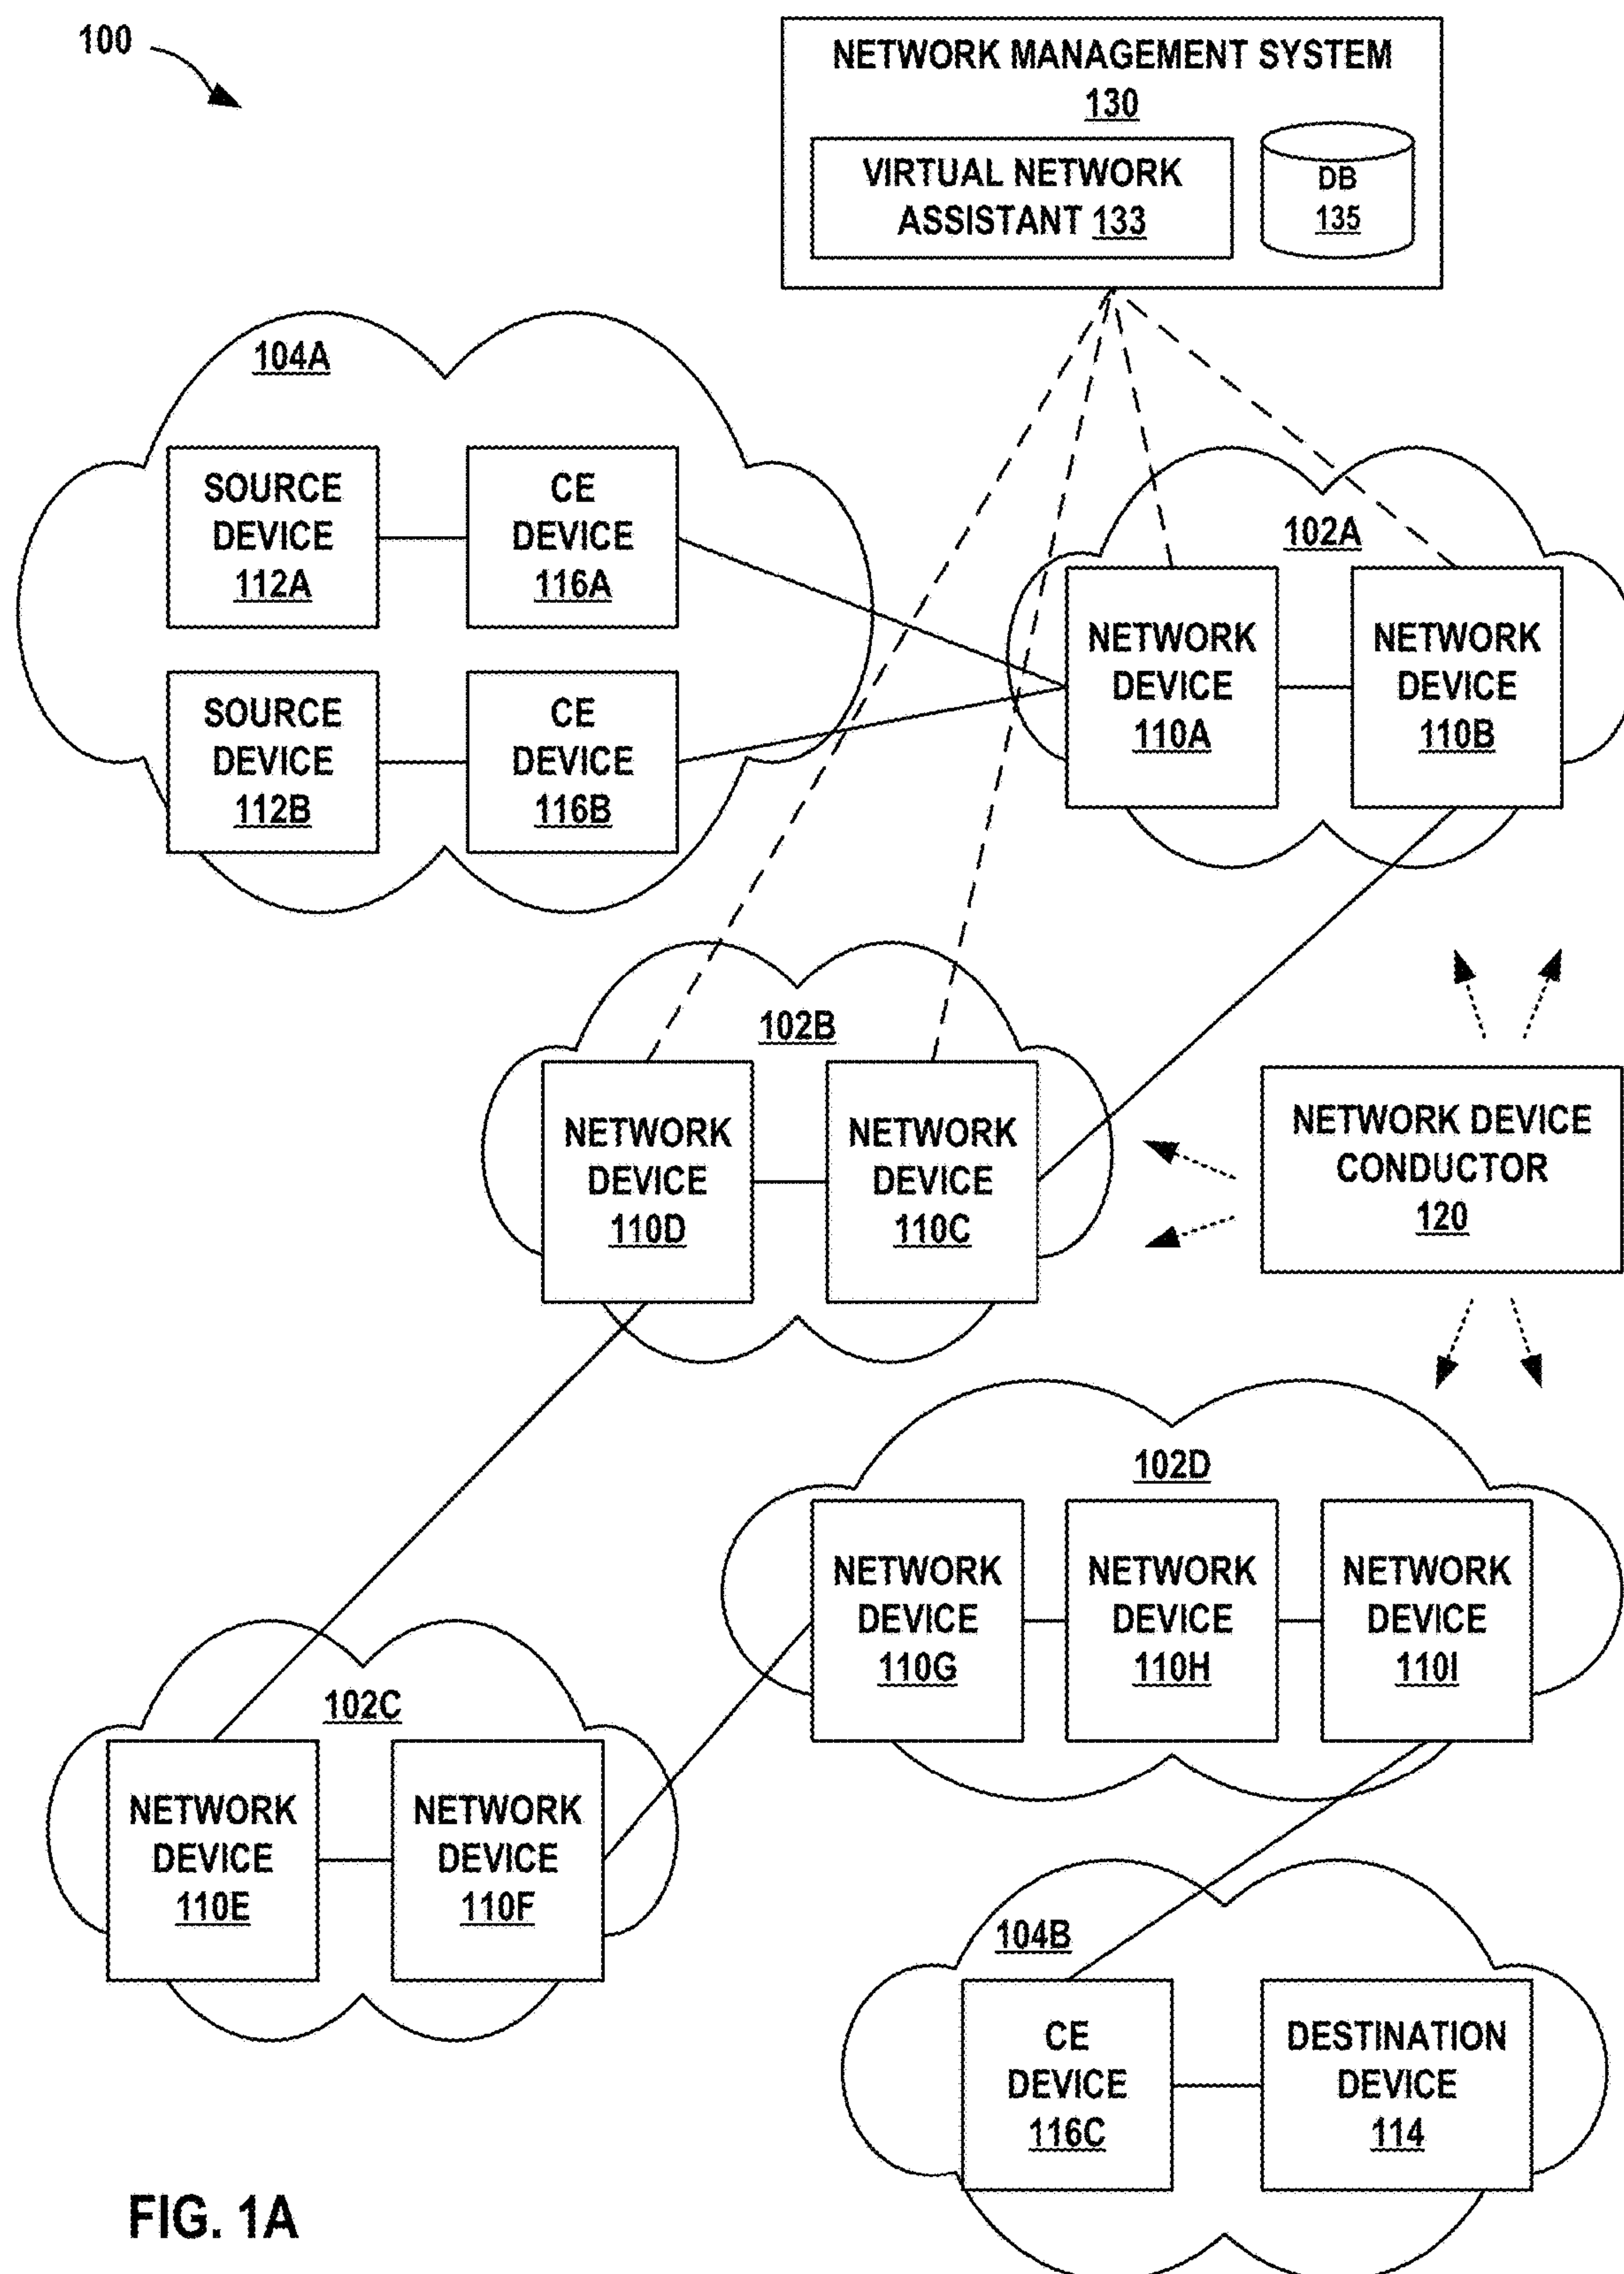 100
NETWORK MANAGEMENT SYSTEM
130
VIRTUAL NETWORK
ASSISTANT 133
DB
135
104A
SOURCE
DEVICE
112A
CE
DEVICE
116A
SOURCE
DEVICE
112B
CE
DEVICE
116B
102A
NETWORK
DEVICE
110A
NETWORK
DEVICE
110B
102B
NETWORK
DEVICE
110D
NETWORK
DEVICE
110C
NETWORK DEVICE
CONDUCTOR
120
102D
NETWORK
DEVICE
110G
NETWORK
DEVICE
110H
NETWORK
DEVICE
110I
102C
NETWORK
DEVICE
110E
NETWORK
DEVICE
110F
104B
CE
DEVICE
116C
DESTINATION
DEVICE
114
FIG. 1A